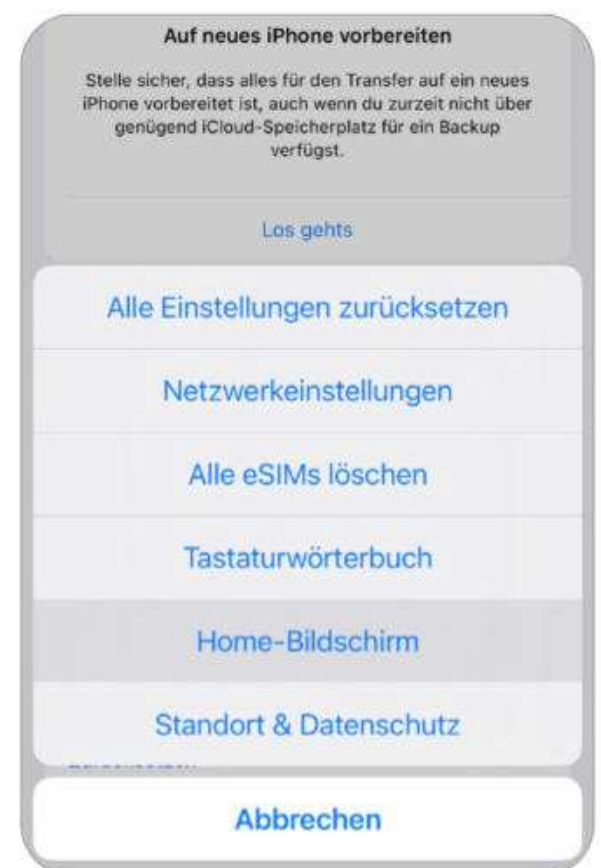 Auf neues iPhone vorbereiten
Stelle sicher, dass alles für den Transfer auf ein neues
iPhone vorbereitet ist, auch wenn du zurzeit nicht über
genügend iCloud-Speicherplatz für ein Backup
verfügst.
Los gehts
Alle Einstellungen zurücksetzen
Netzwerkeinstellungen
Alle eSIMs löschen
Tastaturwörterbuch
Home-Bildschirm
Standort & Datenschutz
Abbrechen